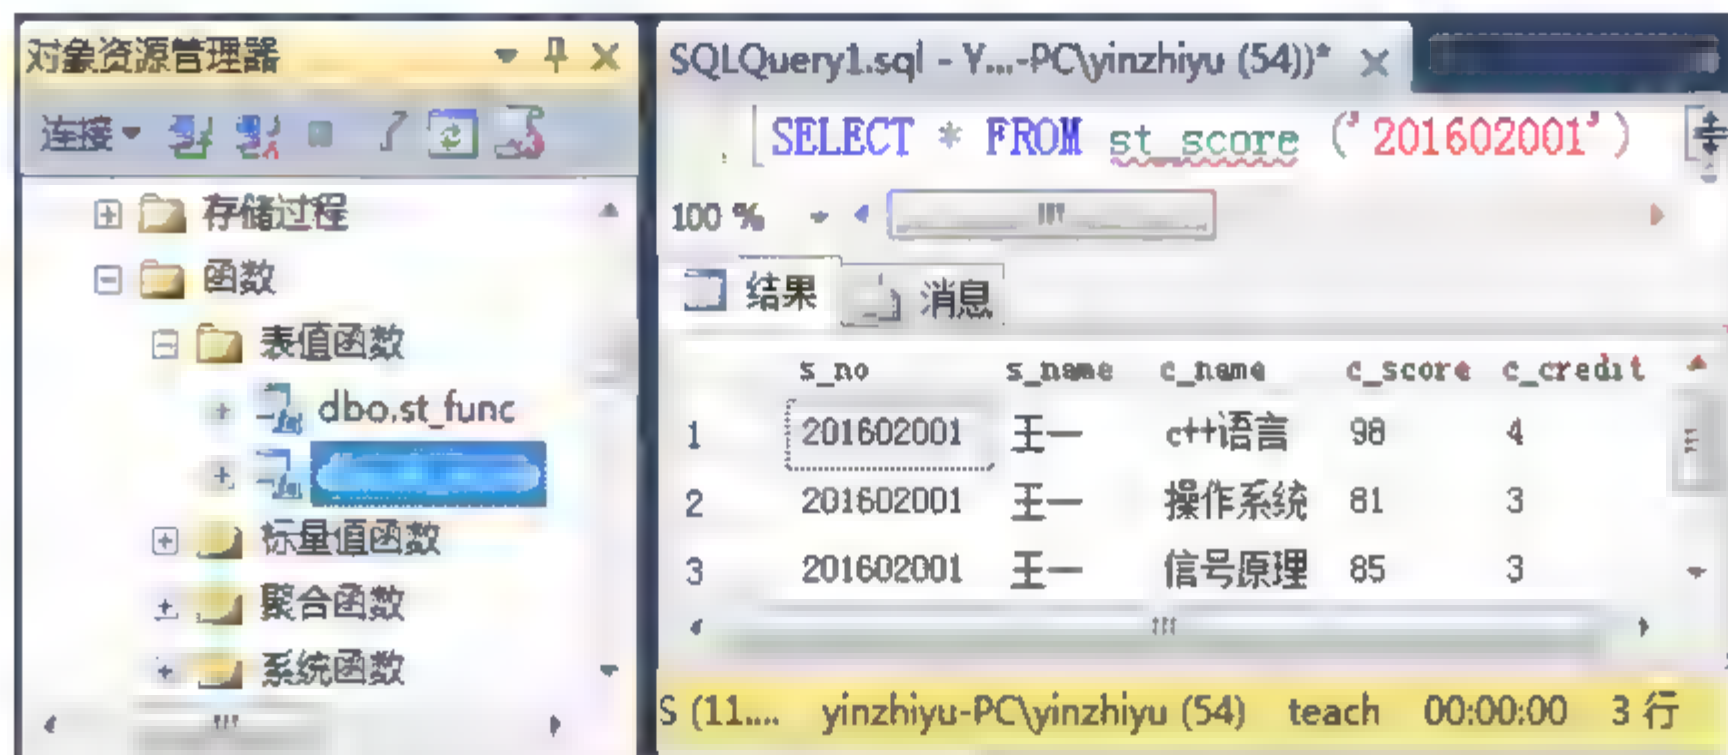 对象资源管理器
连接
存储过程
函数
表值函数
dbo.st_func
标量值函数
聚合函数
系统函数
SQLQuery1.sql - Y...-PC\yinzhiyu (54))*
SELECT * FROM st_score ('201602001')
100 %
结果 消息
s_no s_name c_name c_score c_credit
1 201602001 王一 c++语言 98 4
2 201602001 王一 操作系统 81 3
3 201602001 王一 信号原理 85 3
S (11.... yinzhiyu-PC\yinzhiyu (54) teach 00:00:00 3 行